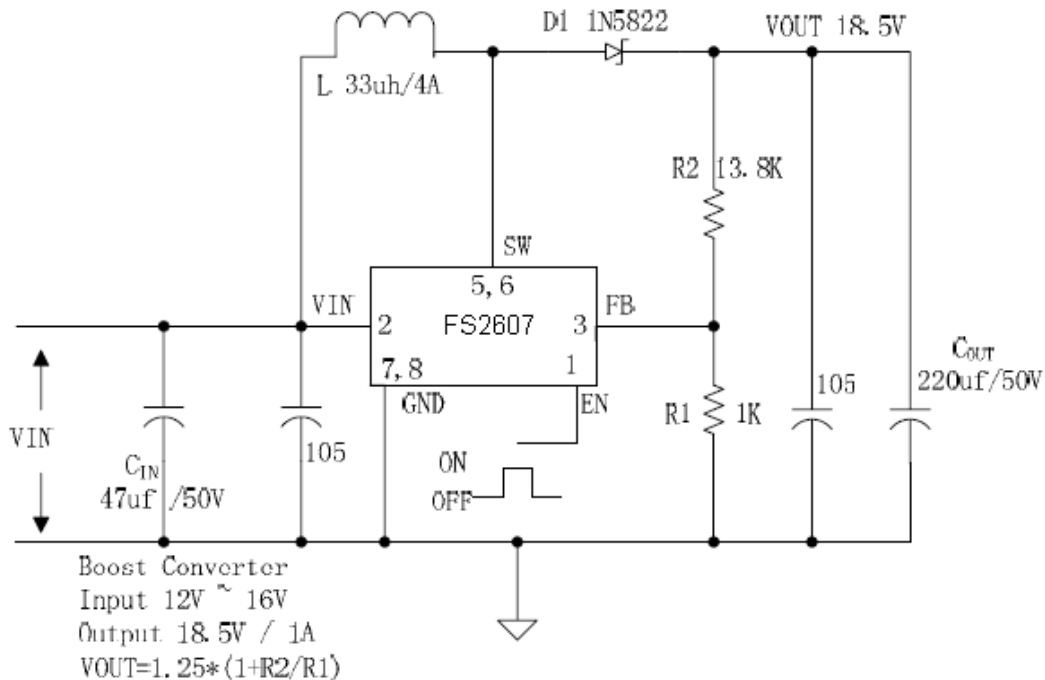 D1 1N5822
VOUT 18.5V
L 33uh/4A
R2 13.8K
SW
5,6
VIN
FB
2
FS2607
3
7,8
1
GND
EN
C_OUT
220uf/50V
105
R1 1K
VIN
105
C_IN
47uf /50V
ON
OFF
Boost Converter
Input 12V ~ 16V
Output 18.5V / 1A
VOUT=1.25*(1+R2/R1)